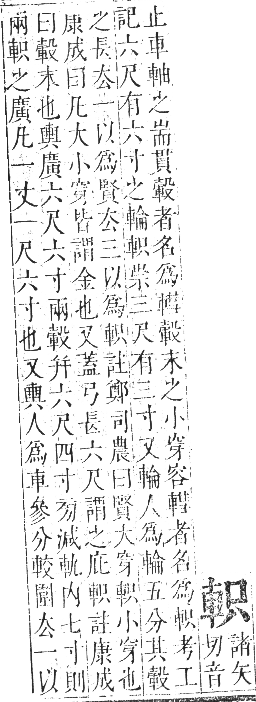 軹諸矢切音
止車軸之耑貫轂者名爲轊轂末之小穿容轊者名爲軹考工
記六尺有六寸之輪軹崇三尺有三寸又輪人爲輪五分其轂
之長厺一以爲賢厺三以爲軹註鄭司農曰賢大穿軹小穿也
康成曰凡大小穿皆謂金也又蓋弓長六尺謂之庇軹註康成
曰轂末也輿廣六尺六寸兩轂幷六尺四寸旁減軌內七寸則
兩軹之廣凡一丈一尺六寸也又輿人爲車參分較圍厺一以